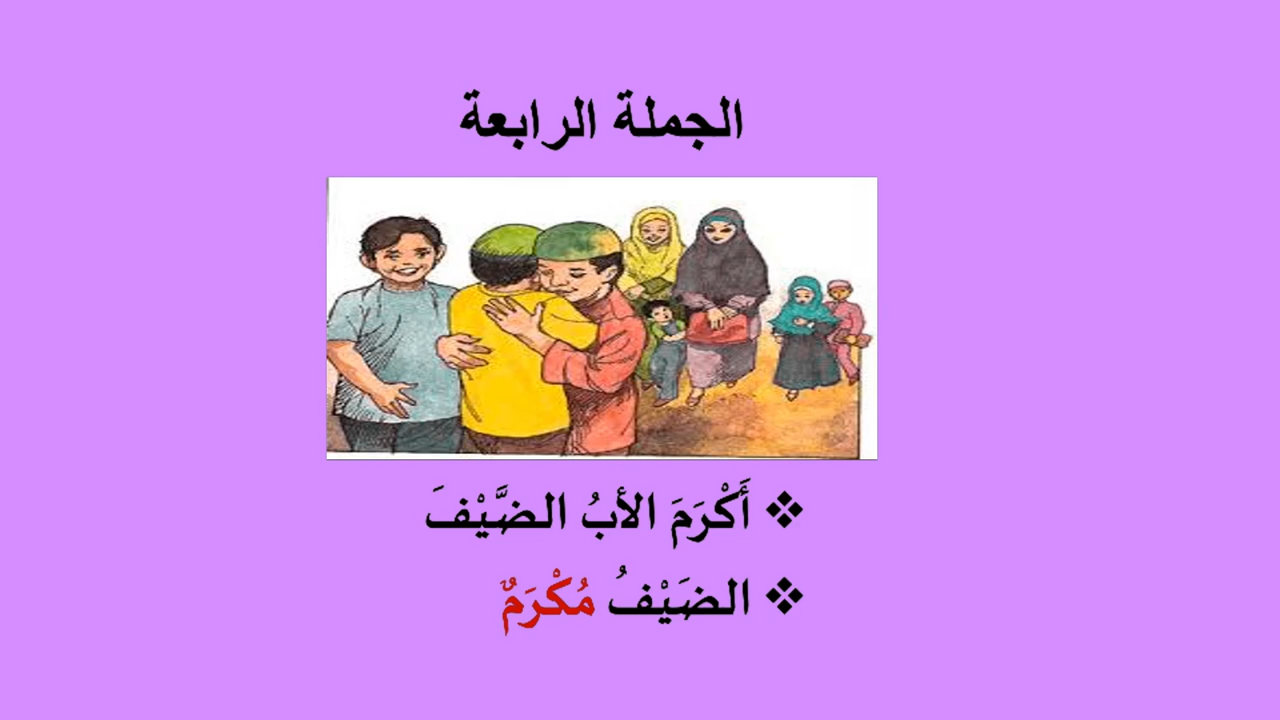 الجملة الرابعة
❖ أَكْرَمَ الأبُ الضَّيْفَ
❖ الضَيْفُ مُكْرَمٌ